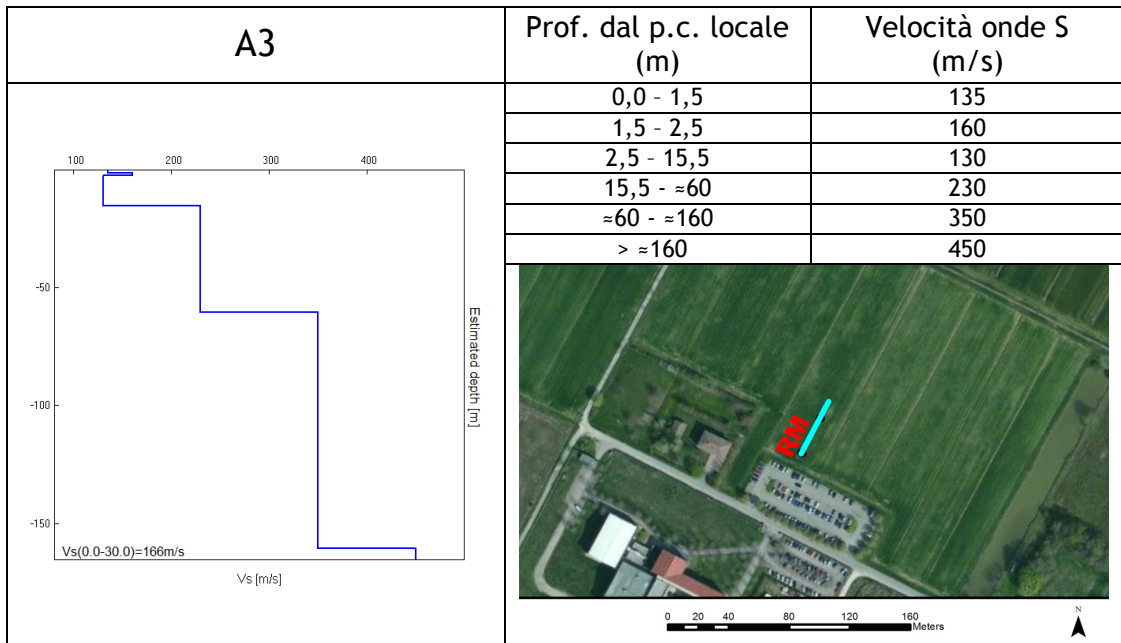 A3
Prof. dal p.c. locale
(m)
Velocità onde S
(m/s)
0,0 – 1,5 135
1,5 – 2,5 160
2,5 – 15,5 130
15,5 - ≈60 230
≈60 - ≈160 350
> ≈160 450
100 200 300 400
-50
-100
-150
Estimated depth [m]
Vs(0.0-30.0)=166m/s
Vs [m/s]
RM
0 20 40 80 120 160
Meters
N